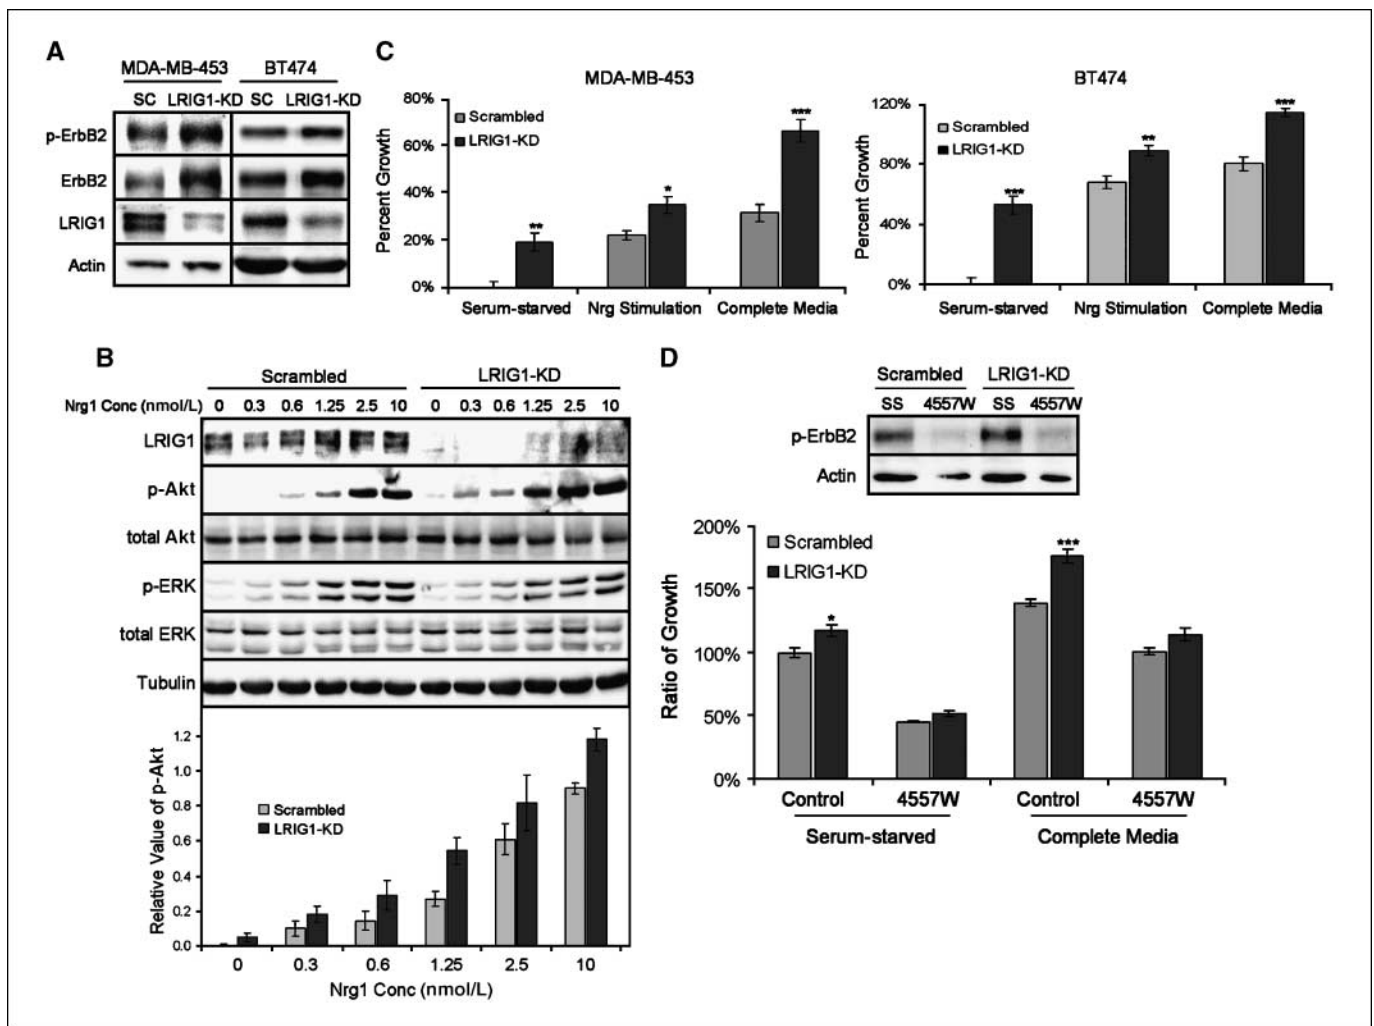 A
MDA-MB-453 BT474
SC LRIG1-KD SC LRIG1-KD
p-ErbB2
ErbB2
LRIG1
Actin
C
MDA-MB-453
80%
60%
40%
20%
0%
Percent Growth
Scrambled
LRIG1-KD
**
*
***
Serum-starved Nrg Stimulation Complete Media
BT474
120%
80%
40%
0%
Percent Growth
Scrambled
LRIG1-KD
***
**
***
Serum-starved Nrg Stimulation Complete Media
B
Scrambled LRIG1-KD
Nrg1 Conc (nmol/L) 0 0.3 0.6 1.25 2.5 10 0 0.3 0.6 1.25 2.5 10
LRIG1
p-Akt
total Akt
p-ERK
total ERK
Tubulin
1.2
1.0
0.8
0.6
0.4
0.2
0.0
Relative Value of p-Akt
Scrambled
LRIG1-KD
0 0.3 0.6 1.25 2.5 10
Nrg1 Conc (nmol/L)
D
Scrambled LRIG1-KD
SS 4557W SS 4557W
p-ErbB2
Actin
200%
150%
100%
50%
0%
Ratio of Growth
Scrambled
LRIG1-KD
*
***
Control 4557W Control 4557W
Serum-starved Complete Media